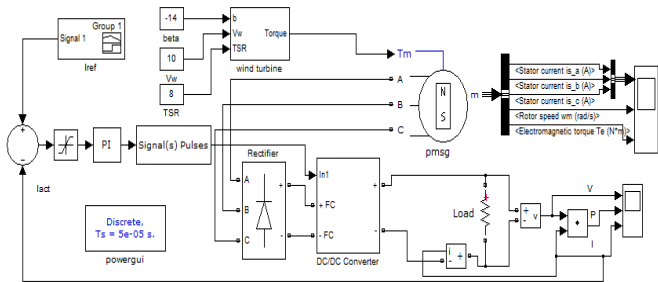 Group 1
Signal 1
Iref
-14
beta
10
Vw
8
TSR
b
Vw
TSR
Torque
wind turbine
Tm
A
B
C
N
S
m
pmsg
<Stator current is_a (A)>
<Stator current is_b (A)>
<Stator current is_c (A)>
<Rotor speed wm (rad/s)>
<Electromagnetic torque Te (N*m)>
+
-
Iact
PI
Signal(s) Pulses
Rectifier
A
B
C
+
-
In1
+ FC
- FC
+
-
DC/DC Converter
Load
+
+
-
v
i
+
-
V
P
I
Discrete,
Ts = 5e-05 s.
powergui